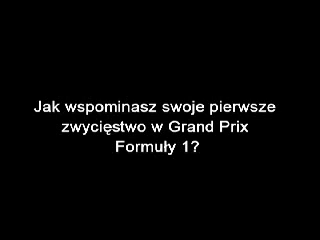 Jak wspominasz swoje pierwsze
zwycięstwo w Grand Prix
Formuły 1?